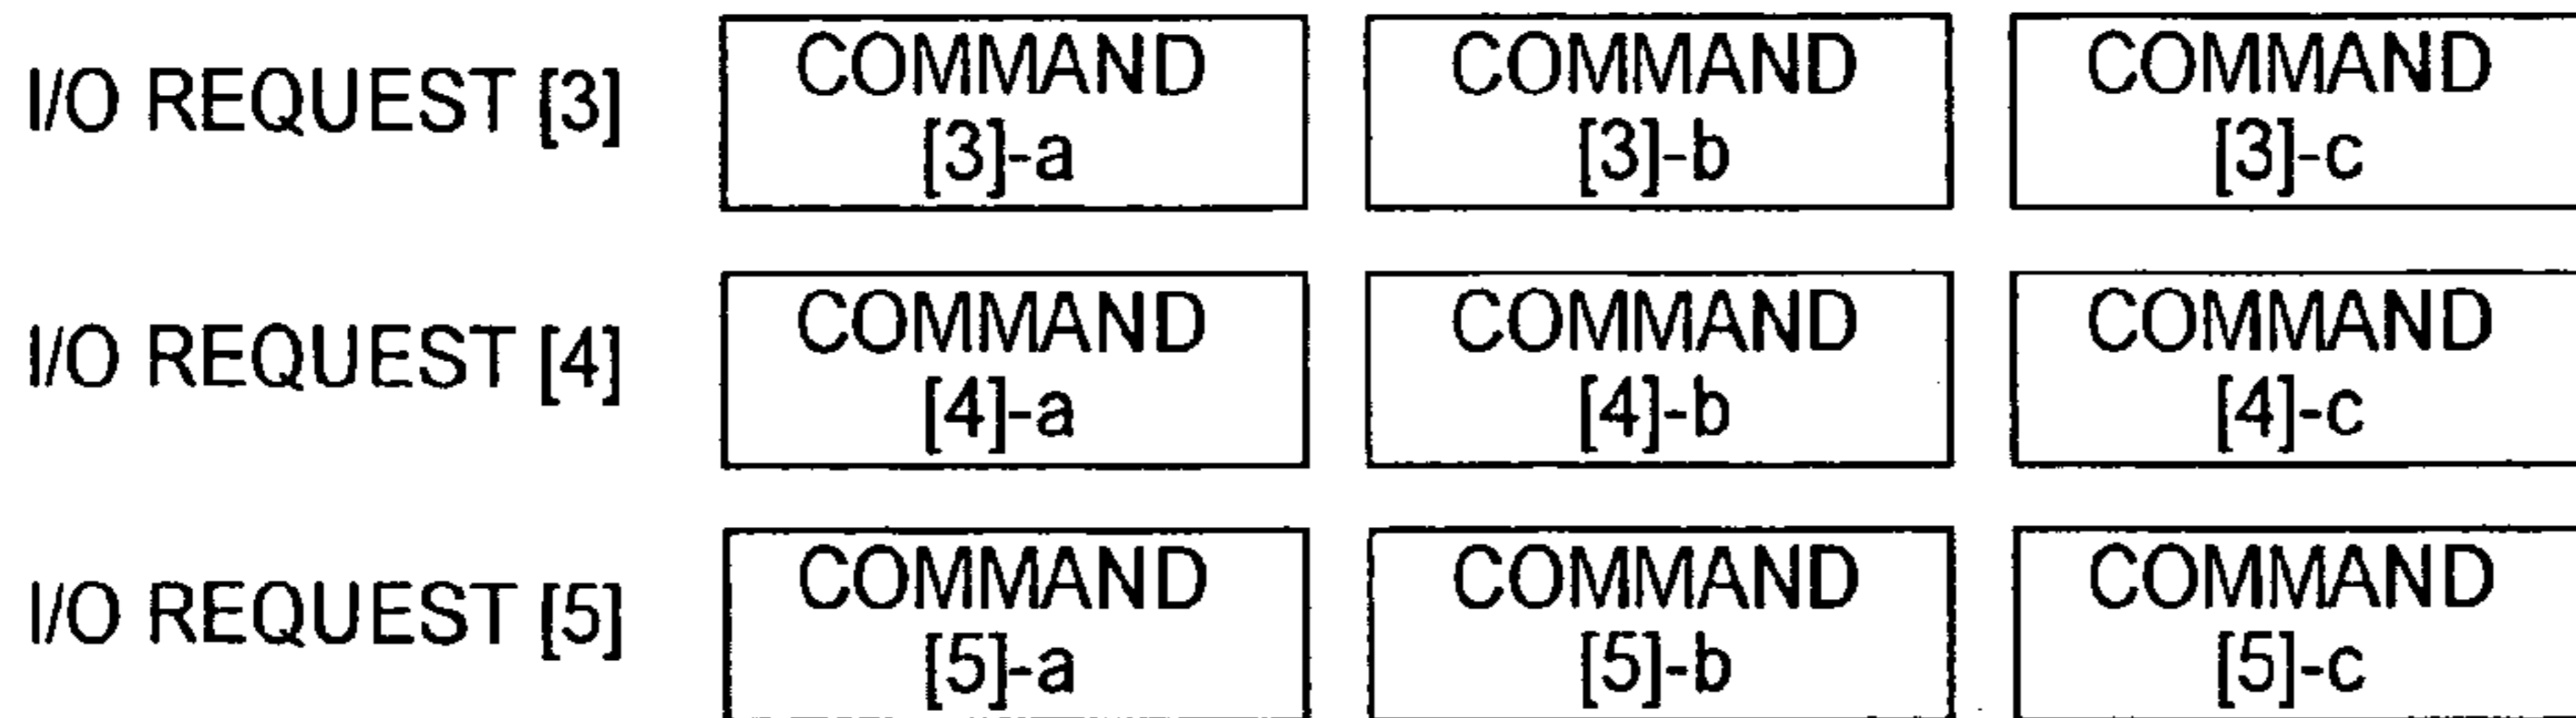 I/O REQUEST [3]
COMMAND
[3]-a
COMMAND
[3]-b
COMMAND
[3]-c
I/O REQUEST [4]
COMMAND
[4]-a
COMMAND
[4]-b
COMMAND
[4]-c
I/O REQUEST [5]
COMMAND
[5]-a
COMMAND
[5]-b
COMMAND
[5]-c